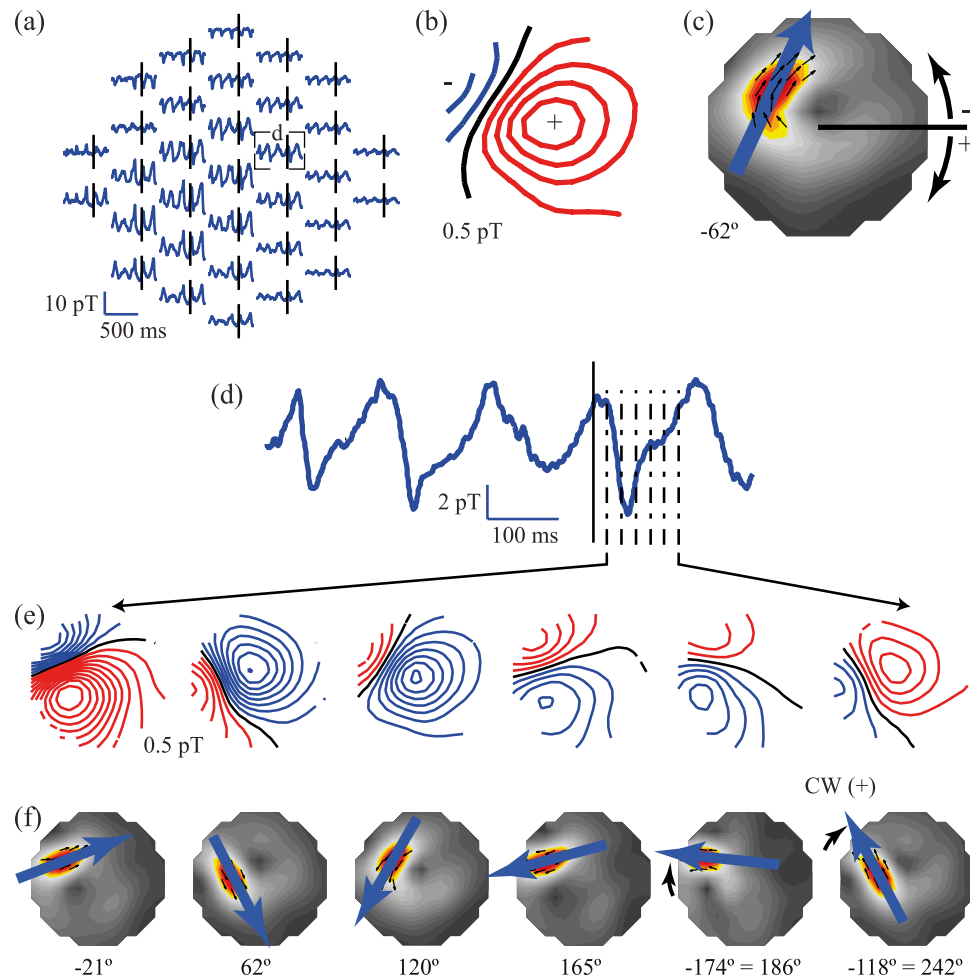 (a)
d
10 pT
500 ms
(b)
-
+
0.5 pT
(c)
-
+
-62º
(d)
2 pT
100 ms
(e)
0.5 pT
CW (+)
(f)
-21º
62º
120º
165º
-174º = 186º
-118º = 242º